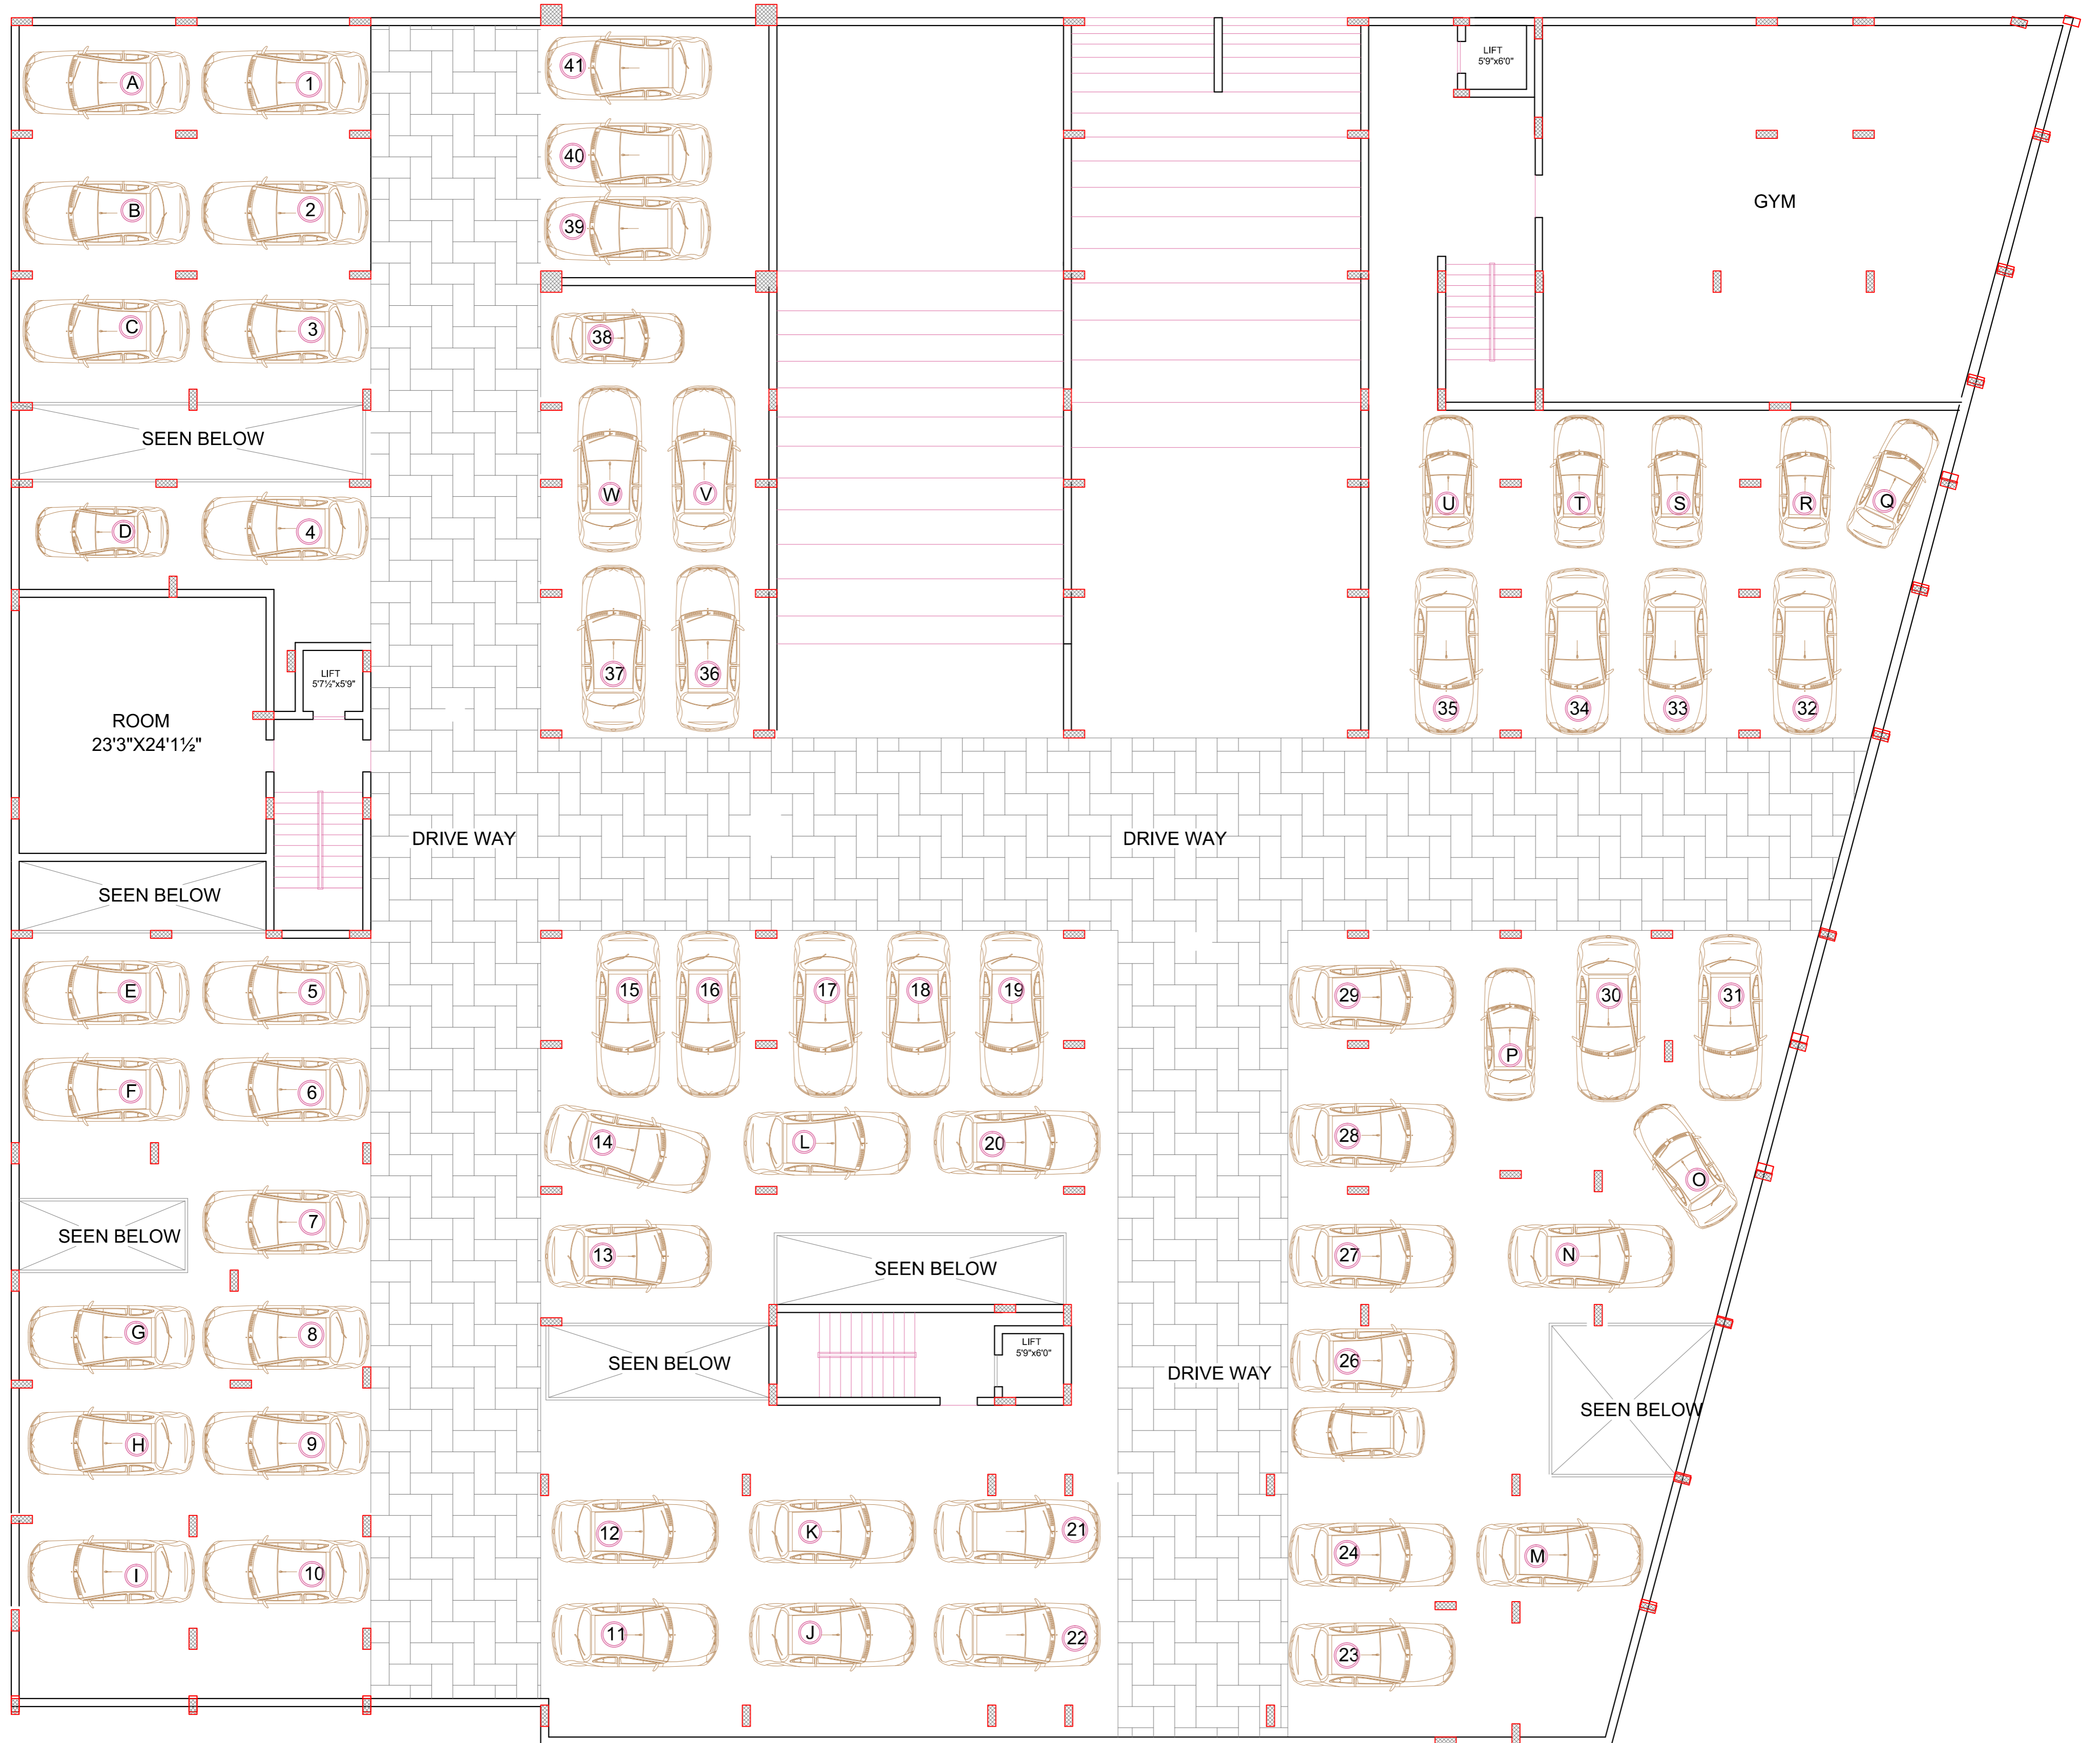 41
LIFT
5'9"x6'0"
A
1
40
GYM
B
2
39
C
3
38
SEEN BELOW
W
V
U
T
S
R
Q
D
4
LIFT
5'7½"x5'9"
37
36
35
34
33
32
ROOM
23'3"X24'1½"
DRIVE WAY
DRIVE WAY
SEEN BELOW
E
5
15
16
17
18
19
29
30
31
P
F
6
14
L
20
28
O
7
SEEN BELOW
13
SEEN BELOW
27
N
G
8
LIFT
5'9"x6'0"
SEEN BELOW
DRIVE WAY
26
SEEN BELOW
H
9
12
K
21
24
M
I
10
11
J
22
23